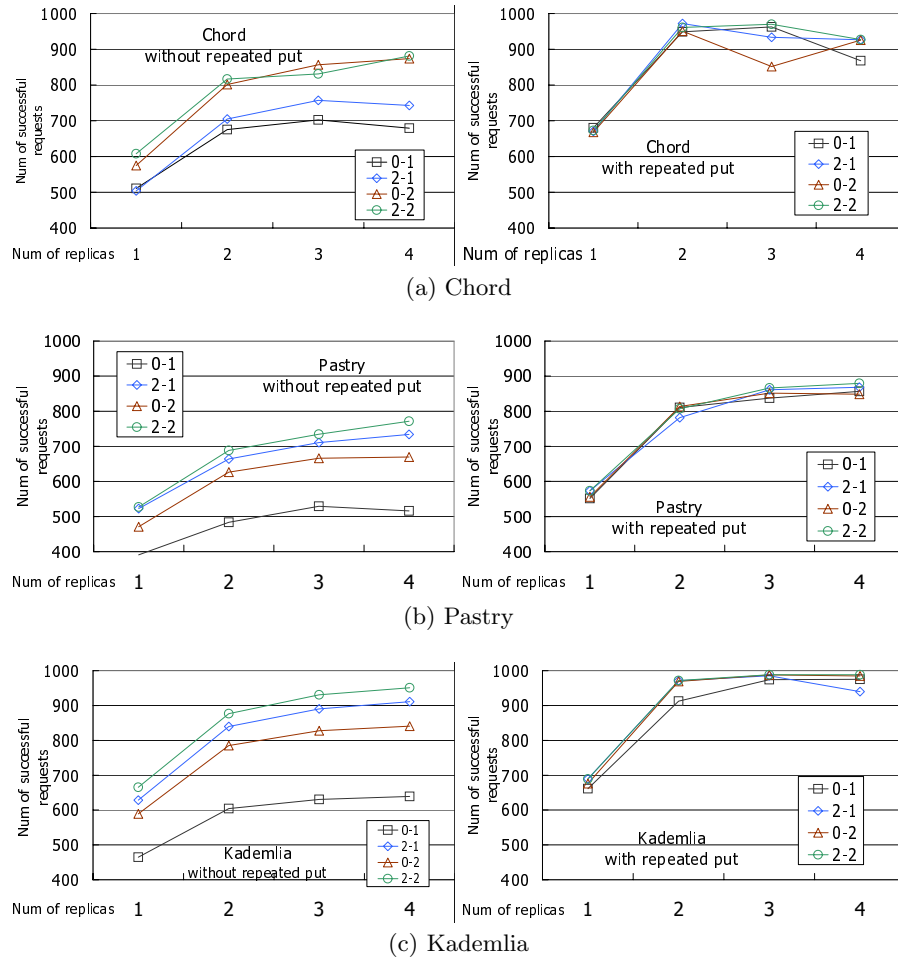 1000
900
800
700
600
500
400
Num of successful
requests
Chord
without repeated put
0-1
2-1
0-2
2-2
Num of replicas 1 2 3 4
1000
900
800
700
600
500
400
Num of successful
requests
Chord
with repeated put
0-1
2-1
0-2
2-2
Num of replicas 1 2 3 4
(a) Chord
1000
900
800
700
600
500
400
Num of successful
requests
0-1
2-1
0-2
2-2
Pastry
without repeated put
Num of replicas 1 2 3 4
1000
900
800
700
600
500
400
Num of successful
requests
Pastry
with repeated put
0-1
2-1
0-2
2-2
Num of replicas 1 2 3 4
(b) Pastry
1000
900
800
700
600
500
400
Num of successful
requests
Kademlia
without repeated put
0-1
2-1
0-2
2-2
Num of replicas 1 2 3 4
1000
900
800
700
600
500
400
Num of successful
requests
Kademlia
with repeated put
0-1
2-1
0-2
2-2
Num of replicas 1 2 3 4
(c) Kademlia